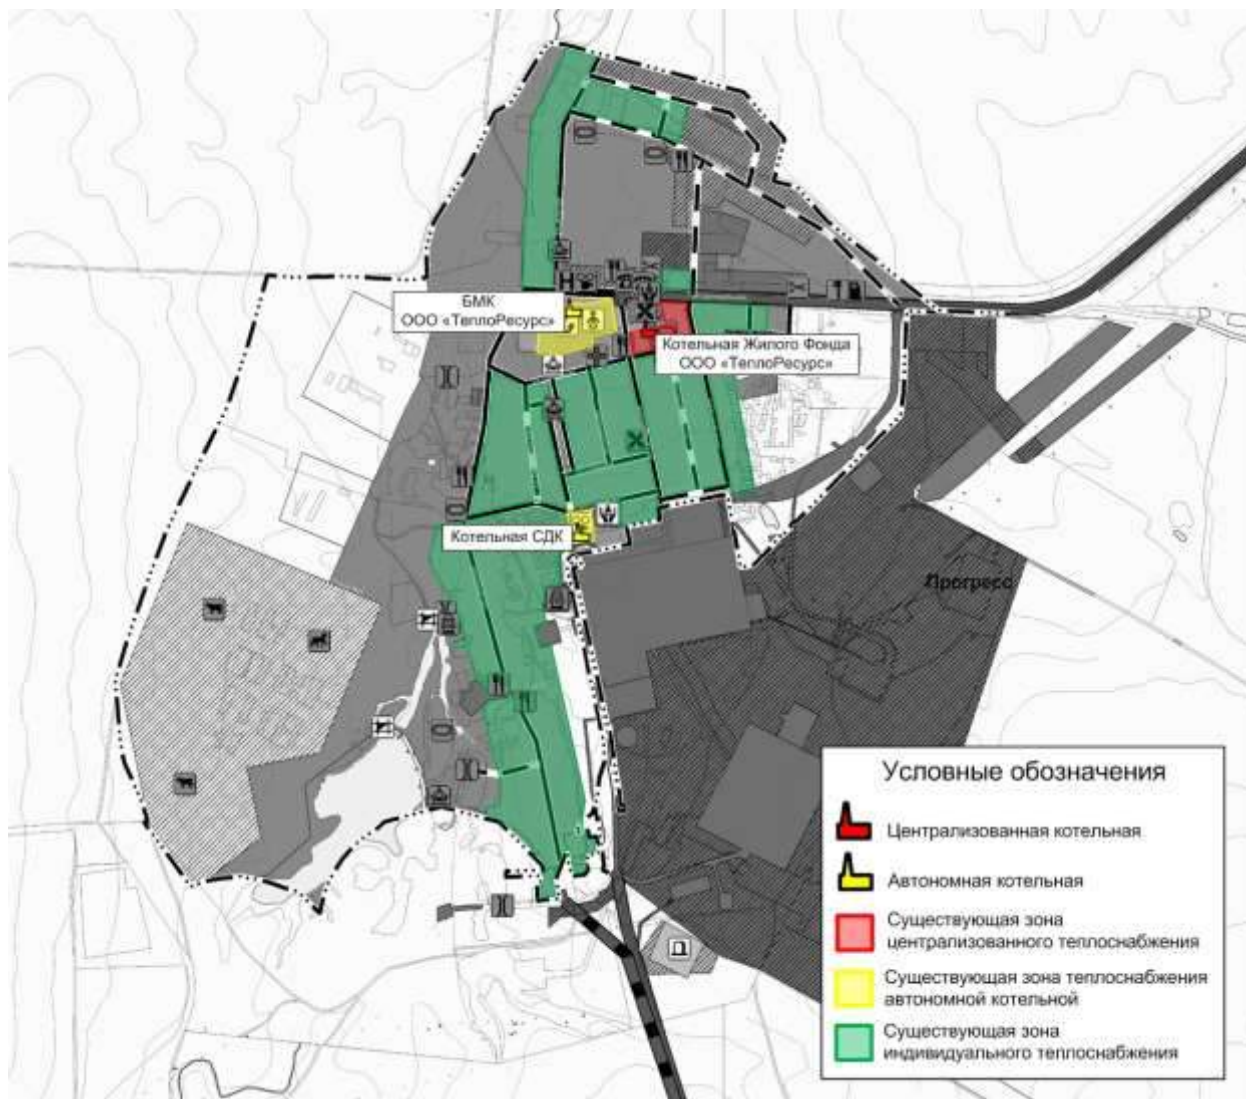 БМК
ООО «ТеплоРесурс»
Котельная Жилого Фонда
ООО «ТеплоРесурс»
Котельная СДК
Прогресс
Условные обозначения
Централизованная котельная
Автономная котельная
Существующая зона
централизованного теплоснабжения
Существующая зона теплоснабжения
автономной котельной
Существующая зона
индивидуального теплоснабжения